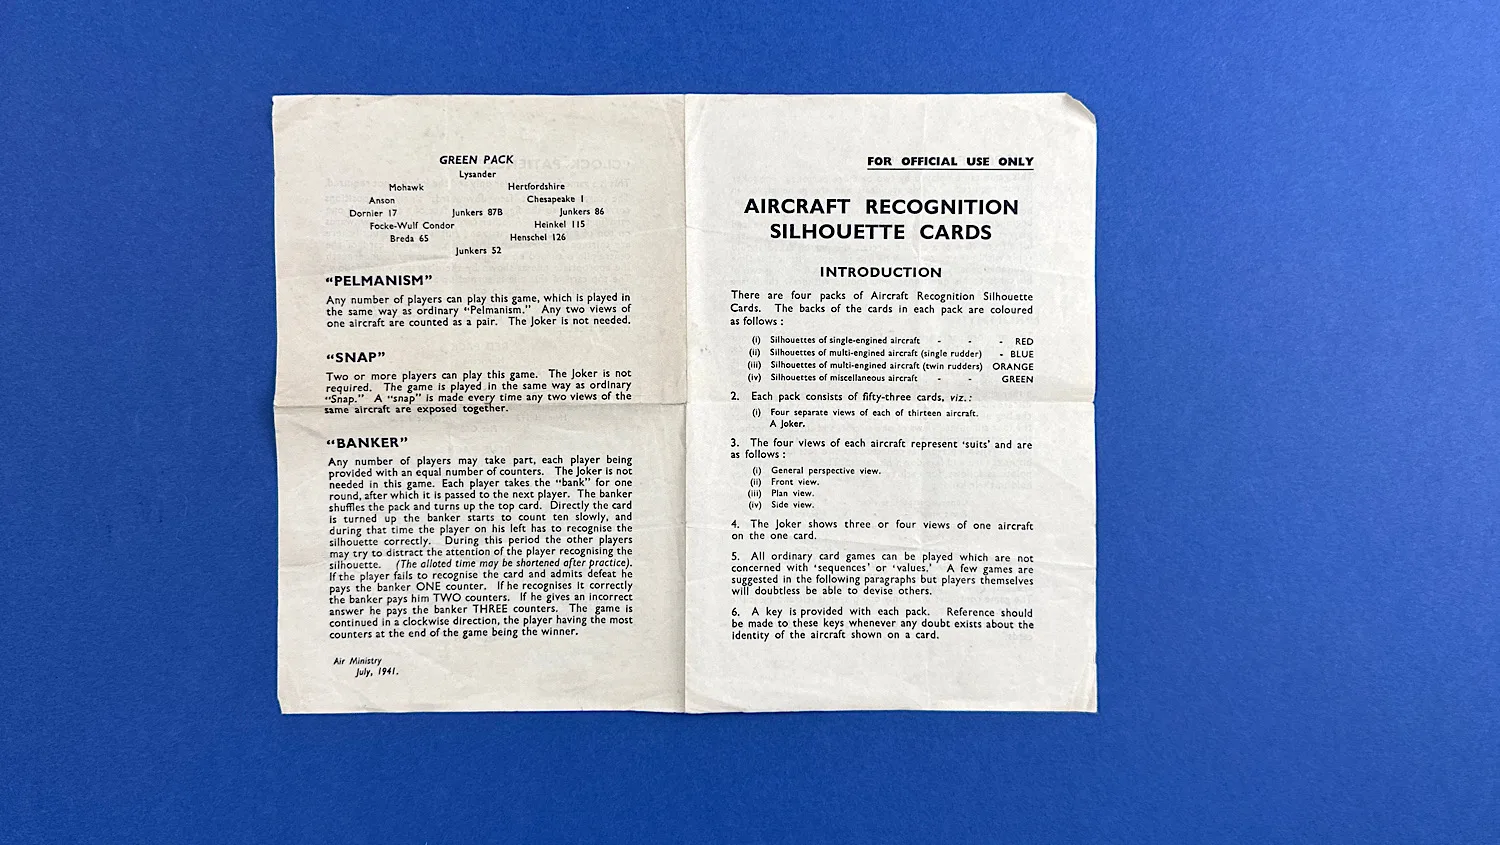 GREEN PACK
Lysander
Mohawk Hertfordshire
Anson Chesapeake I
Dornier 17 Junkers 87B Junkers 86
Focke-Wulf Condor Heinkel 115
Breda 65 Henschel 126
Junkers 52
“PELMANISM”
Any number of players can play this game, which is played in
the same way as ordinary “Pelmanism.” Any two views of
one aircraft are counted as a pair. The Joker is not needed.
“SNAP”
Two or more players can play this game. The Joker is not
required. The game is played in the same way as ordinary
“Snap.” A “snap” is made every time any two views of the
same aircraft are exposed together.
“BANKER”
Any number of players may take part, each player being
provided with an equal number of counters. The Joker is not
needed in this game. Each player takes the “bank” for one
round, after which it is passed to the next player. The banker
shuffles the pack and turns up the top card. Directly the card
is turned up the banker starts to count ten slowly, and
during that time the player on his left has to recognise the
silhouette correctly. During this period the other players
may try to distract the attention of the player recognising the
silhouette. (The alloted time may be shortened after practice).
If the player fails to recognise the card and admits defeat he
pays the banker ONE counter. If he recognises it correctly
the banker pays him TWO counters. If he gives an incorrect
answer he pays the banker THREE counters. The game is
continued in a clockwise direction, the player having the most
counters at the end of the game being the winner.
Air Ministry
July, 1941.
FOR OFFICIAL USE ONLY
AIRCRAFT RECOGNITION
SILHOUETTE CARDS
INTRODUCTION
There are four packs of Aircraft Recognition Silhouette
Cards. The backs of the cards in each pack are coloured
as follows :
(i) Silhouettes of single-engined aircraft - - - RED
(ii) Silhouettes of multi-engined aircraft (single rudder) - BLUE
(iii) Silhouettes of multi-engined aircraft (twin rudders) ORANGE
(iv) Silhouettes of miscellaneous aircraft - - GREEN
2. Each pack consists of fifty-three cards, viz. :
(i) Four separate views of each of thirteen aircraft.
A Joker.
3. The four views of each aircraft represent ‘suits’ and are
as follows :
(i) General perspective view.
(ii) Front view.
(iii) Plan view.
(iv) Side view.
4. The Joker shows three or four views of one aircraft
on the one card.
5. All ordinary card games can be played which are not
concerned with ‘sequences’ or ‘values.’ A few games are
suggested in the following paragraphs but players themselves
will doubtless be able to devise others.
6. A key is provided with each pack. Reference should
be made to these keys whenever any doubt exists about the
identity of the aircraft shown on a card.